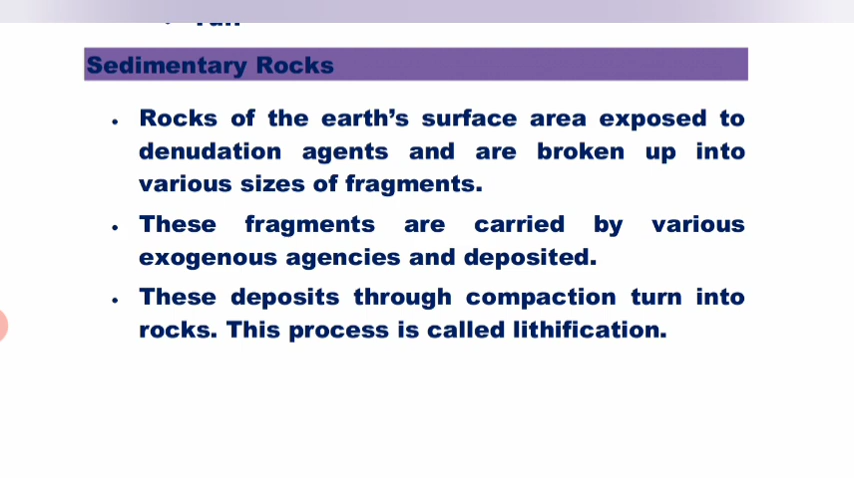 Sedimentary Rocks
• Rocks of the earth’s surface area exposed to
denudation agents and are broken up into
various sizes of fragments.
• These fragments are carried by various
exogenous agencies and deposited.
• These deposits through compaction turn into
rocks. This process is called lithification.